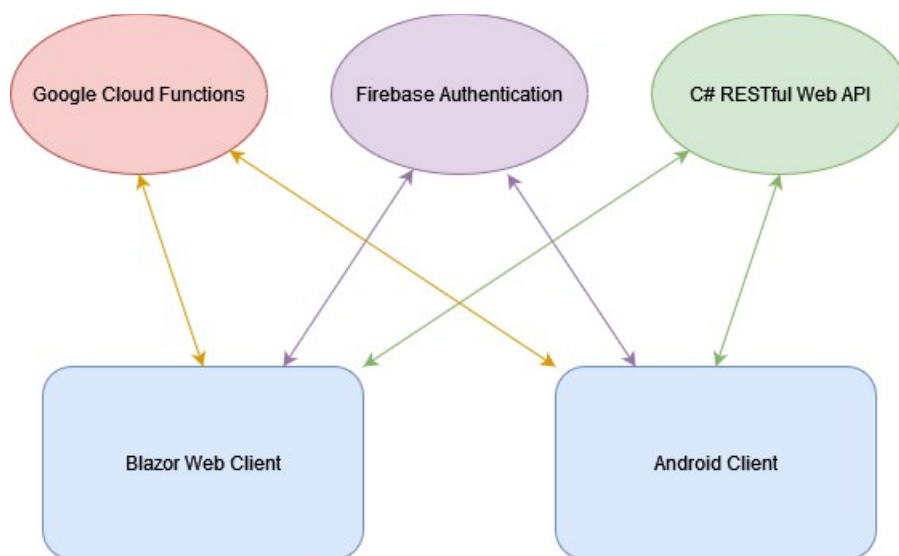 Google Cloud Functions
Firebase Authentication
C# RESTful Web API
Blazor Web Client
Android Client